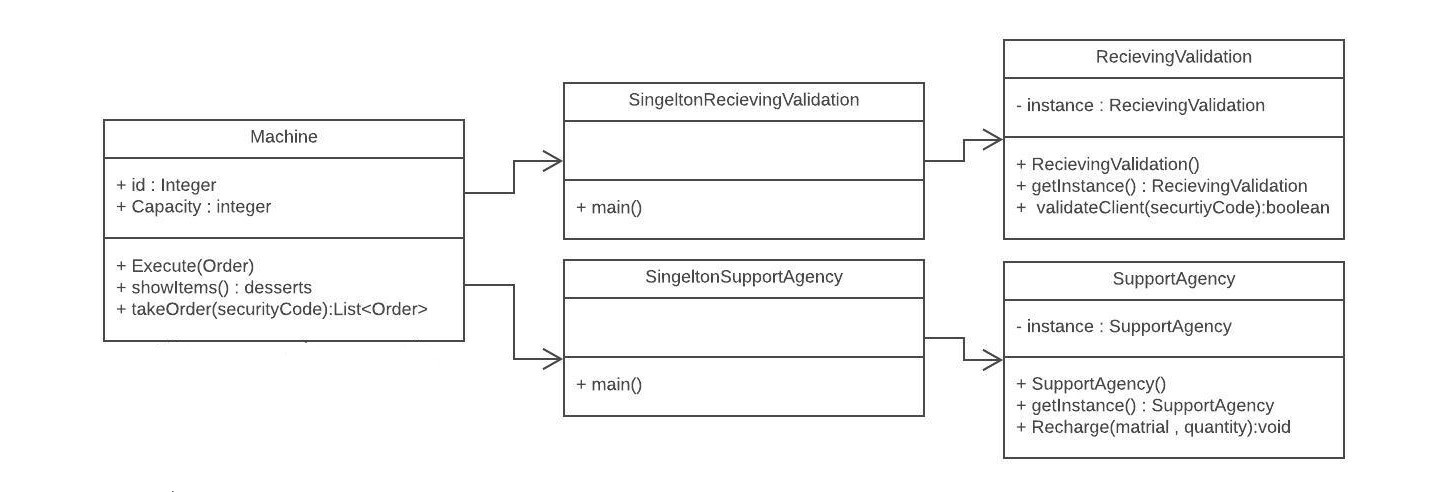 Machine
+ id : Integer
+ Capacity : integer
+ Execute(Order)
+ showItems() : desserts
+ takeOrder(securityCode):List<Order>
SingeltonRecievingValidation
+ main()
SingeltonSupportAgency
+ main()
RecievingValidation
- instance : RecievingValidation
+ RecievingValidation()
+ getInstance() : RecievingValidation
+ validateClient(securtiyCode):boolean
SupportAgency
- instance : SupportAgency
+ SupportAgency()
+ getInstance() : SupportAgency
+ Recharge(matrial , quantity):void